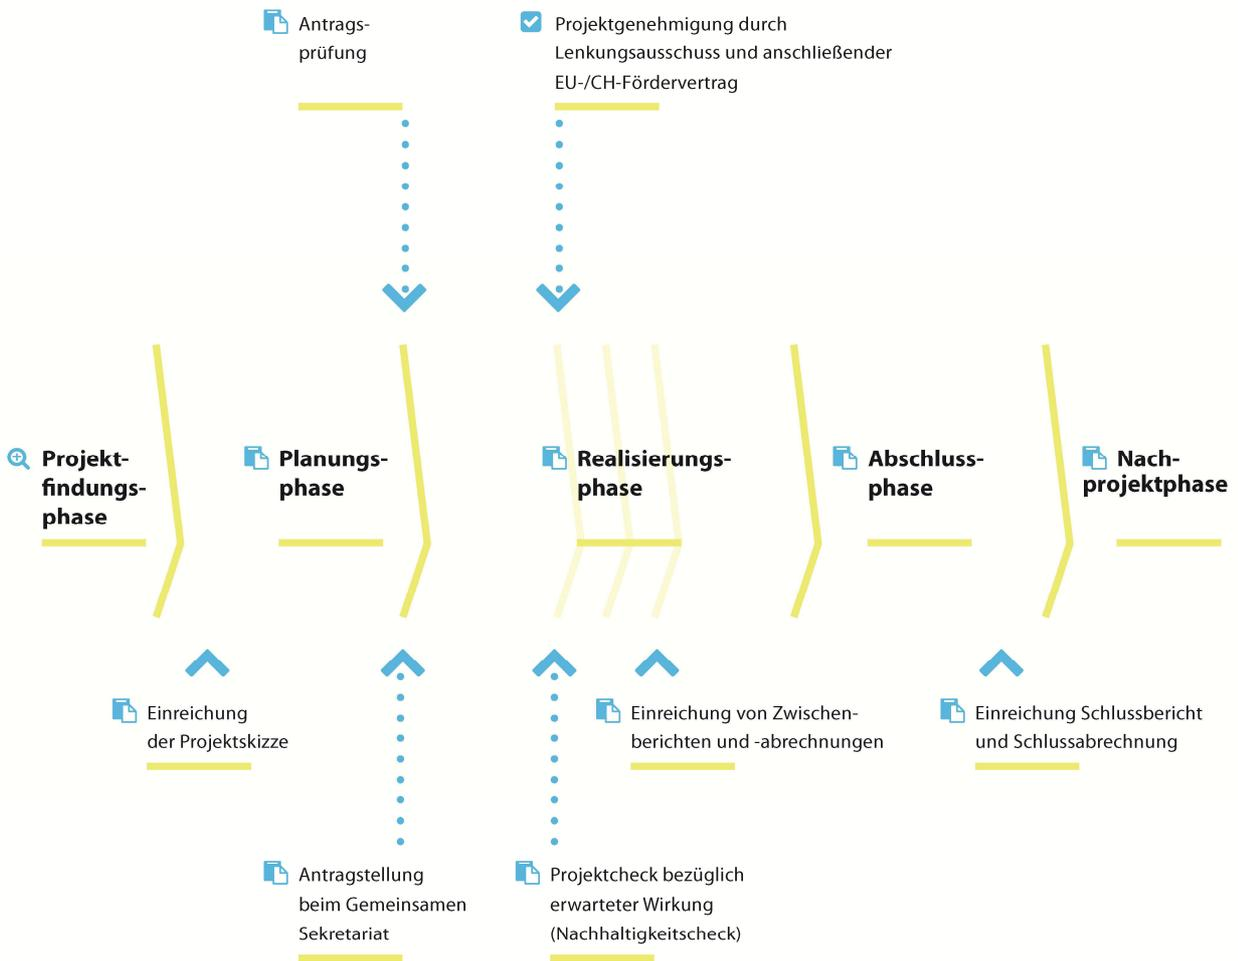 Antrags-
prüfung
Projektgenehmigung durch
Lenkungsausschuss und anschließender
EU-/CH-Fördervertrag
Projekt-
findungs-
phase
Planungs-
phase
Realisierungs-
phase
Abschluss-
phase
Nach-
projektphase
Einreichung
der Projektskizze
Einreichung von Zwischen-
berichten und -abrechnungen
Einreichung Schlussbericht
und Schlussabrechnung
Antragstellung
beim Gemeinsamen
Sekretariat
Projektcheck bezüglich
erwarteter Wirkung
(Nachhaltigkeitscheck)